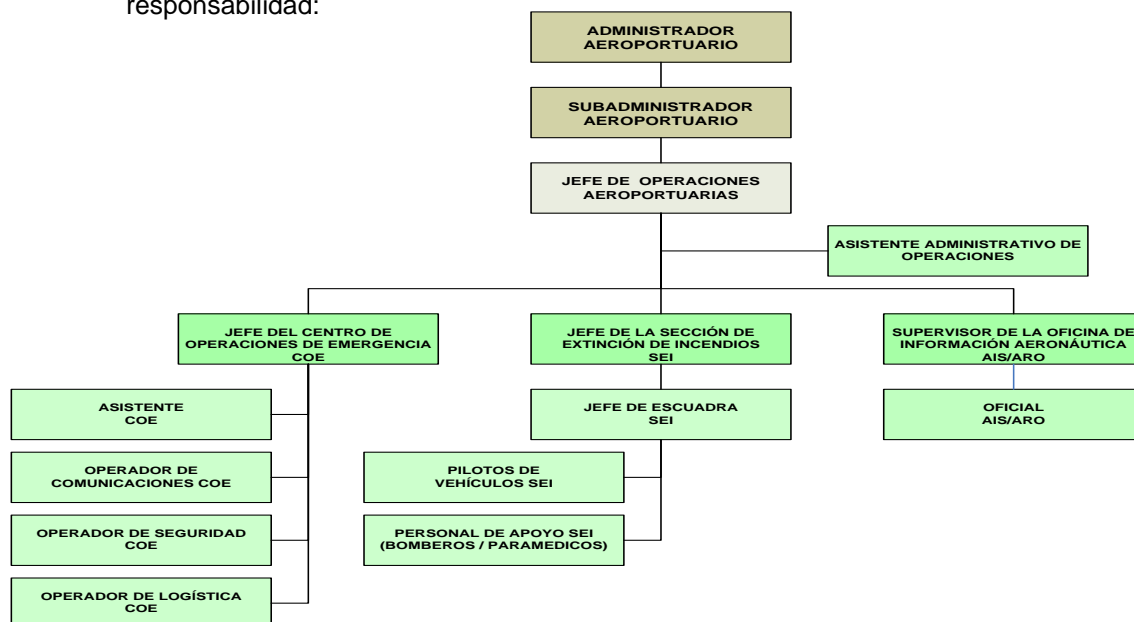 responsabilidad:
ADMINISTRADOR
AEROPORTUARIO
SUBADMINISTRADOR
AEROPORTUARIO
JEFE DE OPERACIONES
AEROPORTUARIAS
ASISTENTE ADMINISTRATIVO DE
OPERACIONES
JEFE DEL CENTRO DE
OPERACIONES DE EMERGENCIA
COE
JEFE DE LA SECCIÓN DE
EXTINCIÓN DE INCENDIOS
SEI
SUPERVISOR DE LA OFICINA DE
INFORMACIÓN AERONÁUTICA
AIS/ARO
ASISTENTE
COE
JEFE DE ESCUADRA
SEI
OFICIAL
AIS/ARO
OPERADOR DE
COMUNICACIONES COE
PILOTOS DE
VEHÍCULOS SEI
OPERADOR DE SEGURIDAD
COE
PERSONAL DE APOYO SEI
(BOMBEROS / PARAMEDICOS)
OPERADOR DE LOGÍSTICA
COE